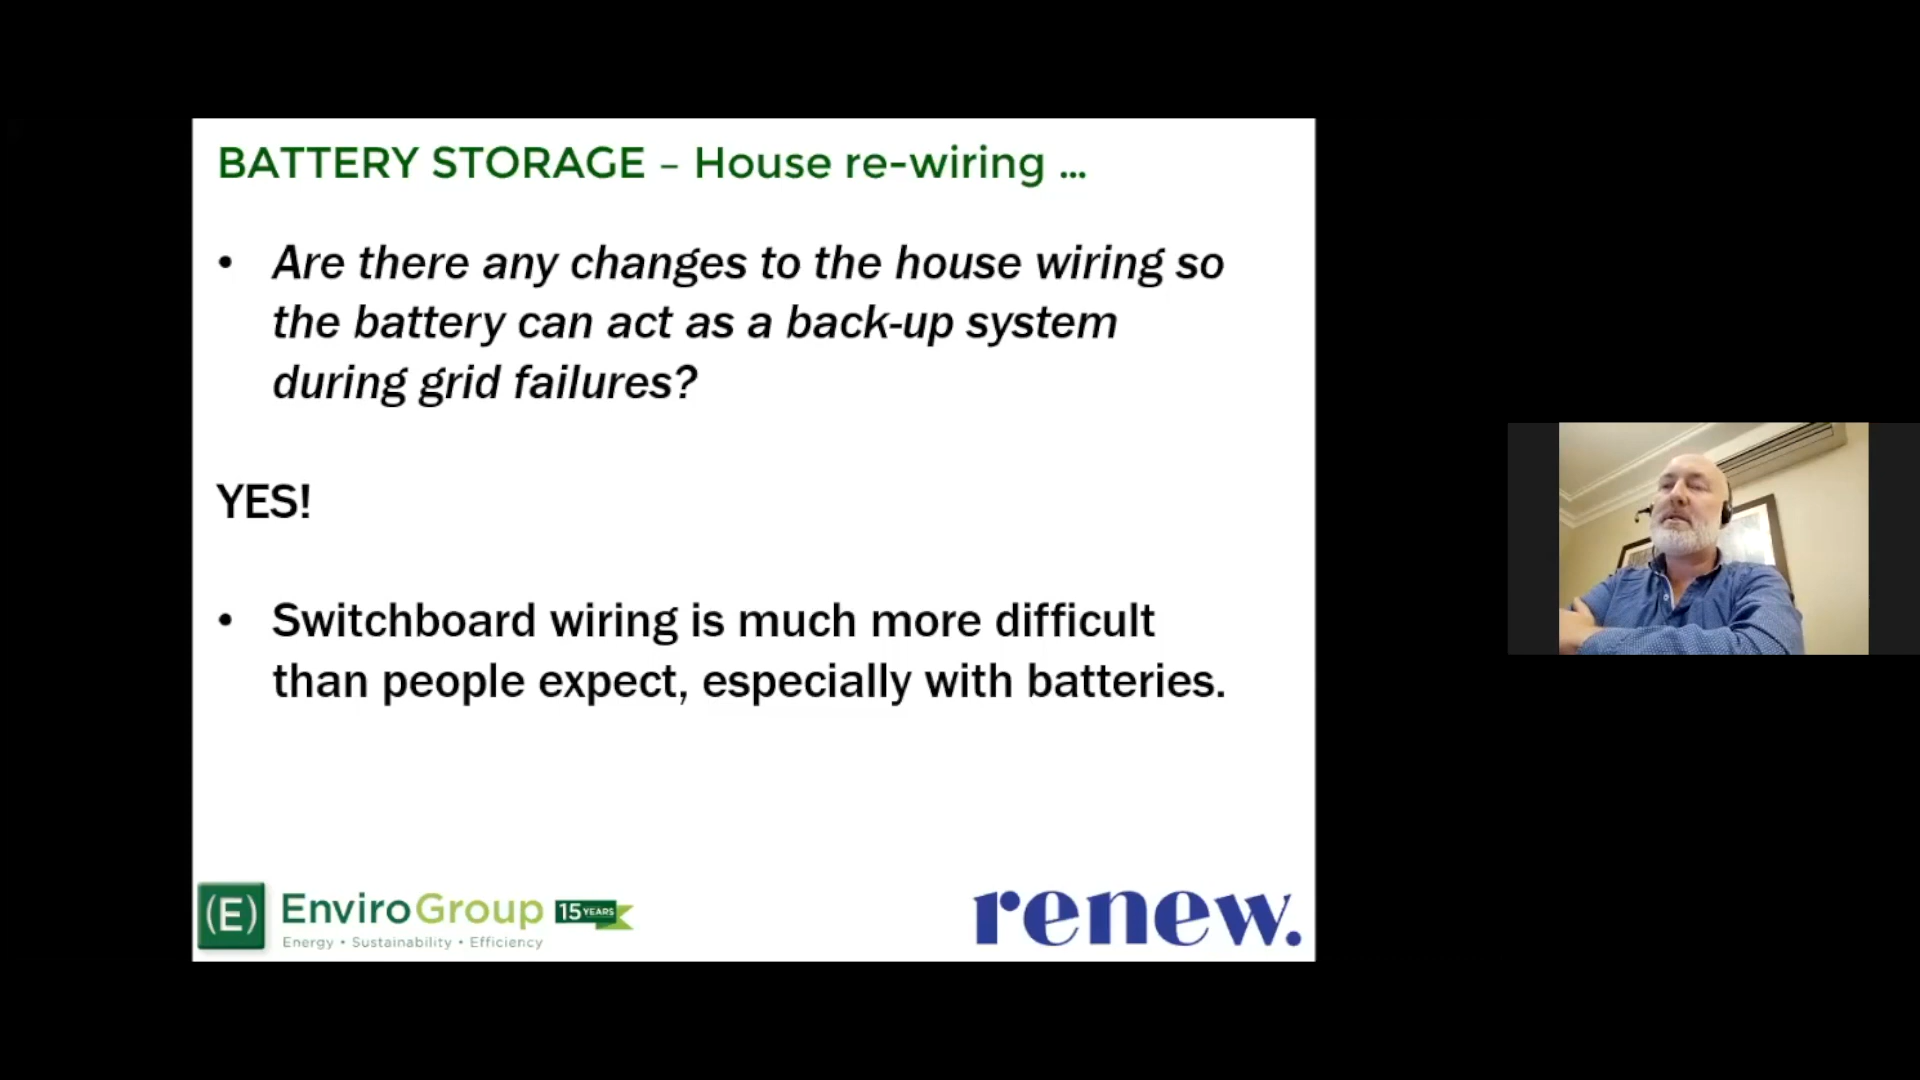 BATTERY STORAGE – House re-wiring ...
• Are there any changes to the house wiring so
the battery can act as a back-up system
during grid failures?
YES!
• Switchboard wiring is much more difficult
than people expect, especially with batteries.
(E) EnviroGroup 15 YEARS
Energy • Sustainability • Efficiency
renew.